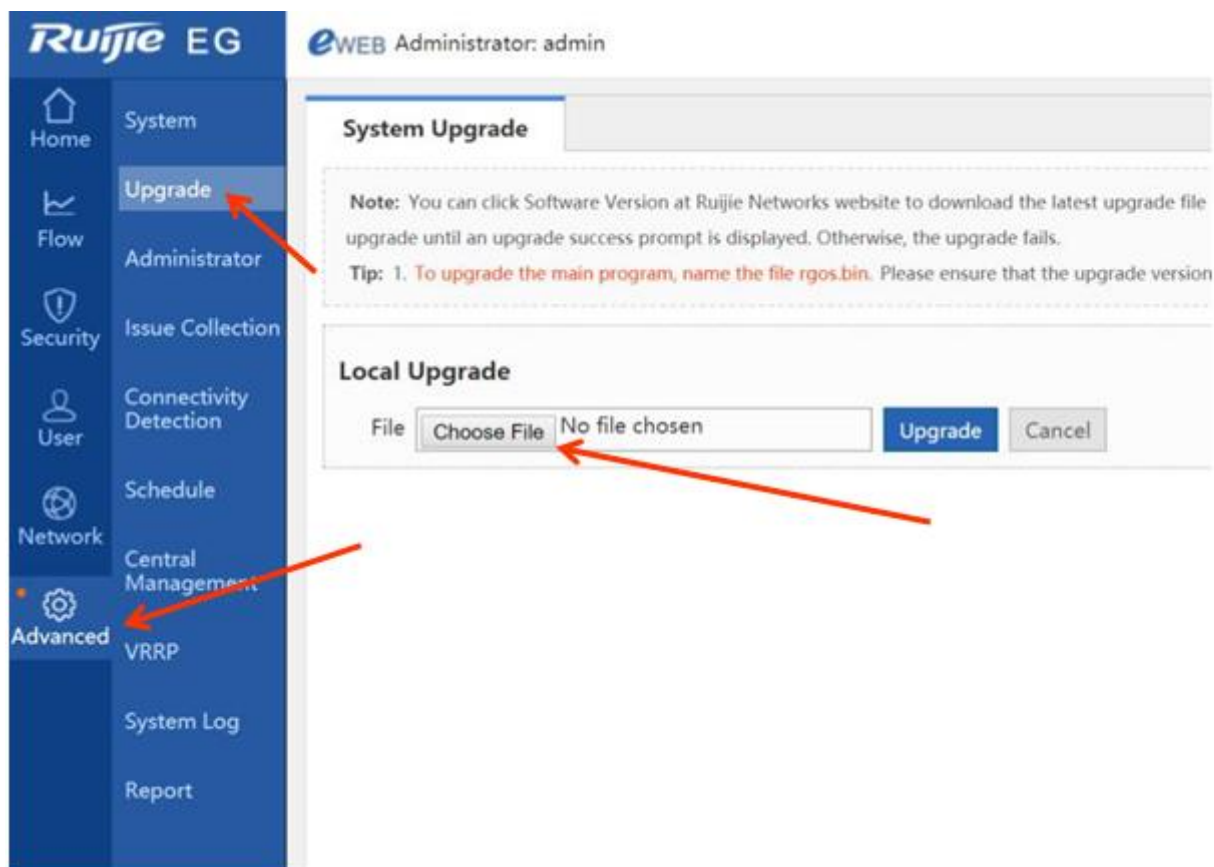 Ruijie EG
eWEB Administrator: admin
Home
Flow
Security
User
Network
Advanced
System
Upgrade
Administrator
Issue Collection
Connectivity
Detection
Schedule
Central
Management
VRRP
System Log
Report
System Upgrade
Note: You can click Software Version at Ruijie Networks website to download the latest upgrade file
upgrade until an upgrade success prompt is displayed. Otherwise, the upgrade fails.
Tip: 1. To upgrade the main program, name the file rgos.bin. Please ensure that the upgrade version
Local Upgrade
File Choose File No file chosen Upgrade Cancel